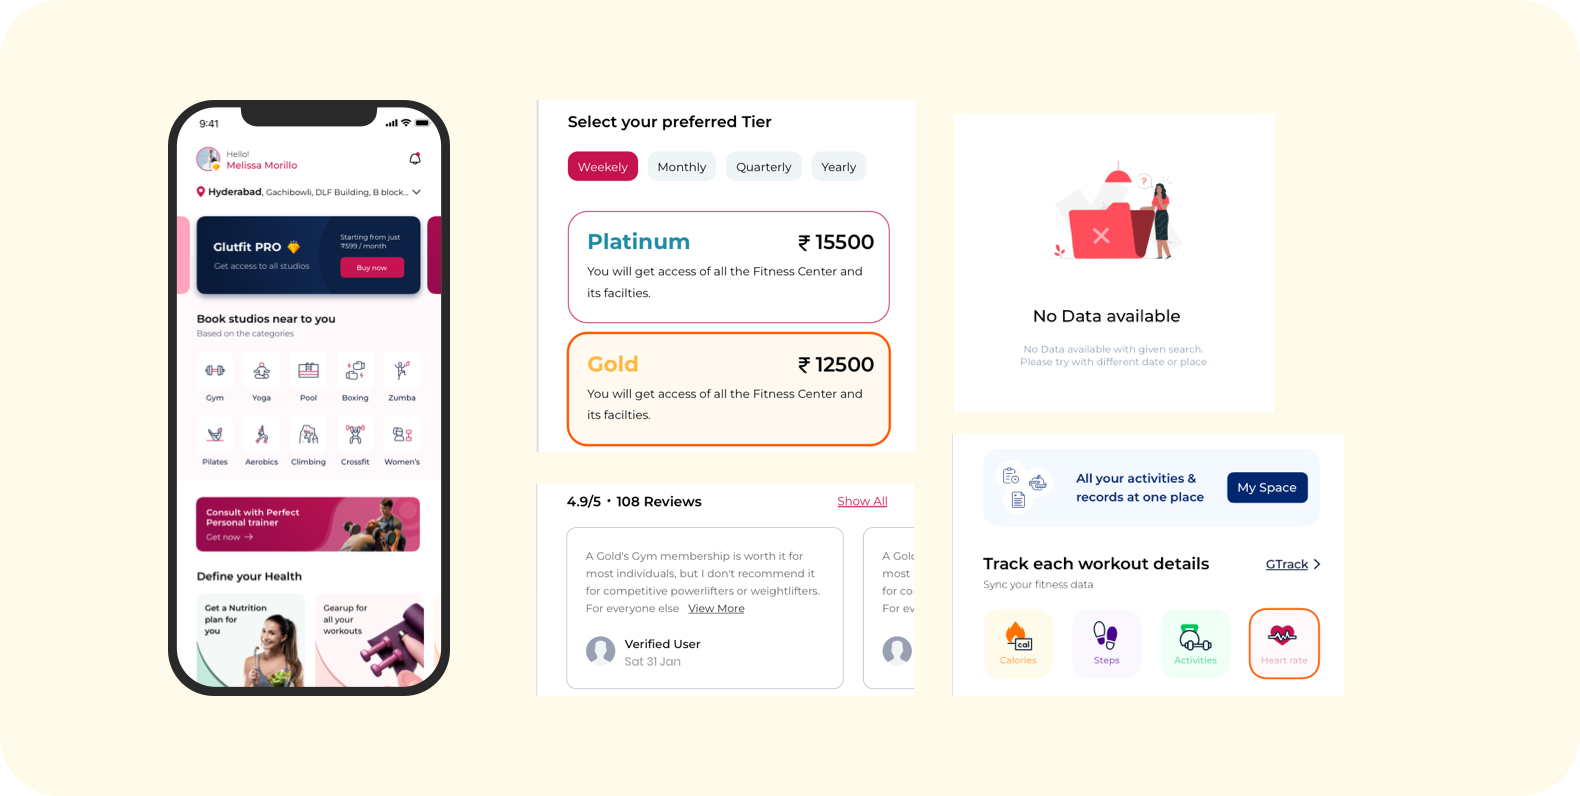 9:41
Hello!
Melissa Morillo
Hyderabad, Gachibowli, DLF Building, B block...
Glutfit PRO
Get access to all studios
Starting from just
₹599 / month
Buy now
Book studios near to you
Based on the categories
Gym
Yoga
Pool
Boxing
Zumba
Pilates
Aerobics
Climbing
Crossfit
Women's
Consult with Perfect
Personal trainer
Get now
Define your Health
Get a Nutrition
plan for
you
Gearup for
all your
workouts
Select your preferred Tier
Weekely
Monthly
Quarterly
Yearly
Platinum
₹ 15500
You will get access of all the Fitness Center and
its facilties.
Gold
₹ 12500
You will get access of all the Fitness Center and
its facilties.
4.9/5 • 108 Reviews
Show All
A Gold's Gym membership is worth it for
most individuals, but I don't recommend it
for competitive powerlifters or weightlifters.
For everyone else View More
Verified User
Sat 31 Jan
A Gol
most
for co
For ev
?
No Data available
No Data available with given search.
Please try with different date or place
All your activities &
records at one place
My Space
Track each workout details
GTrack
Sync your fitness data
cal
Calories
Steps
Activities
Heart rate